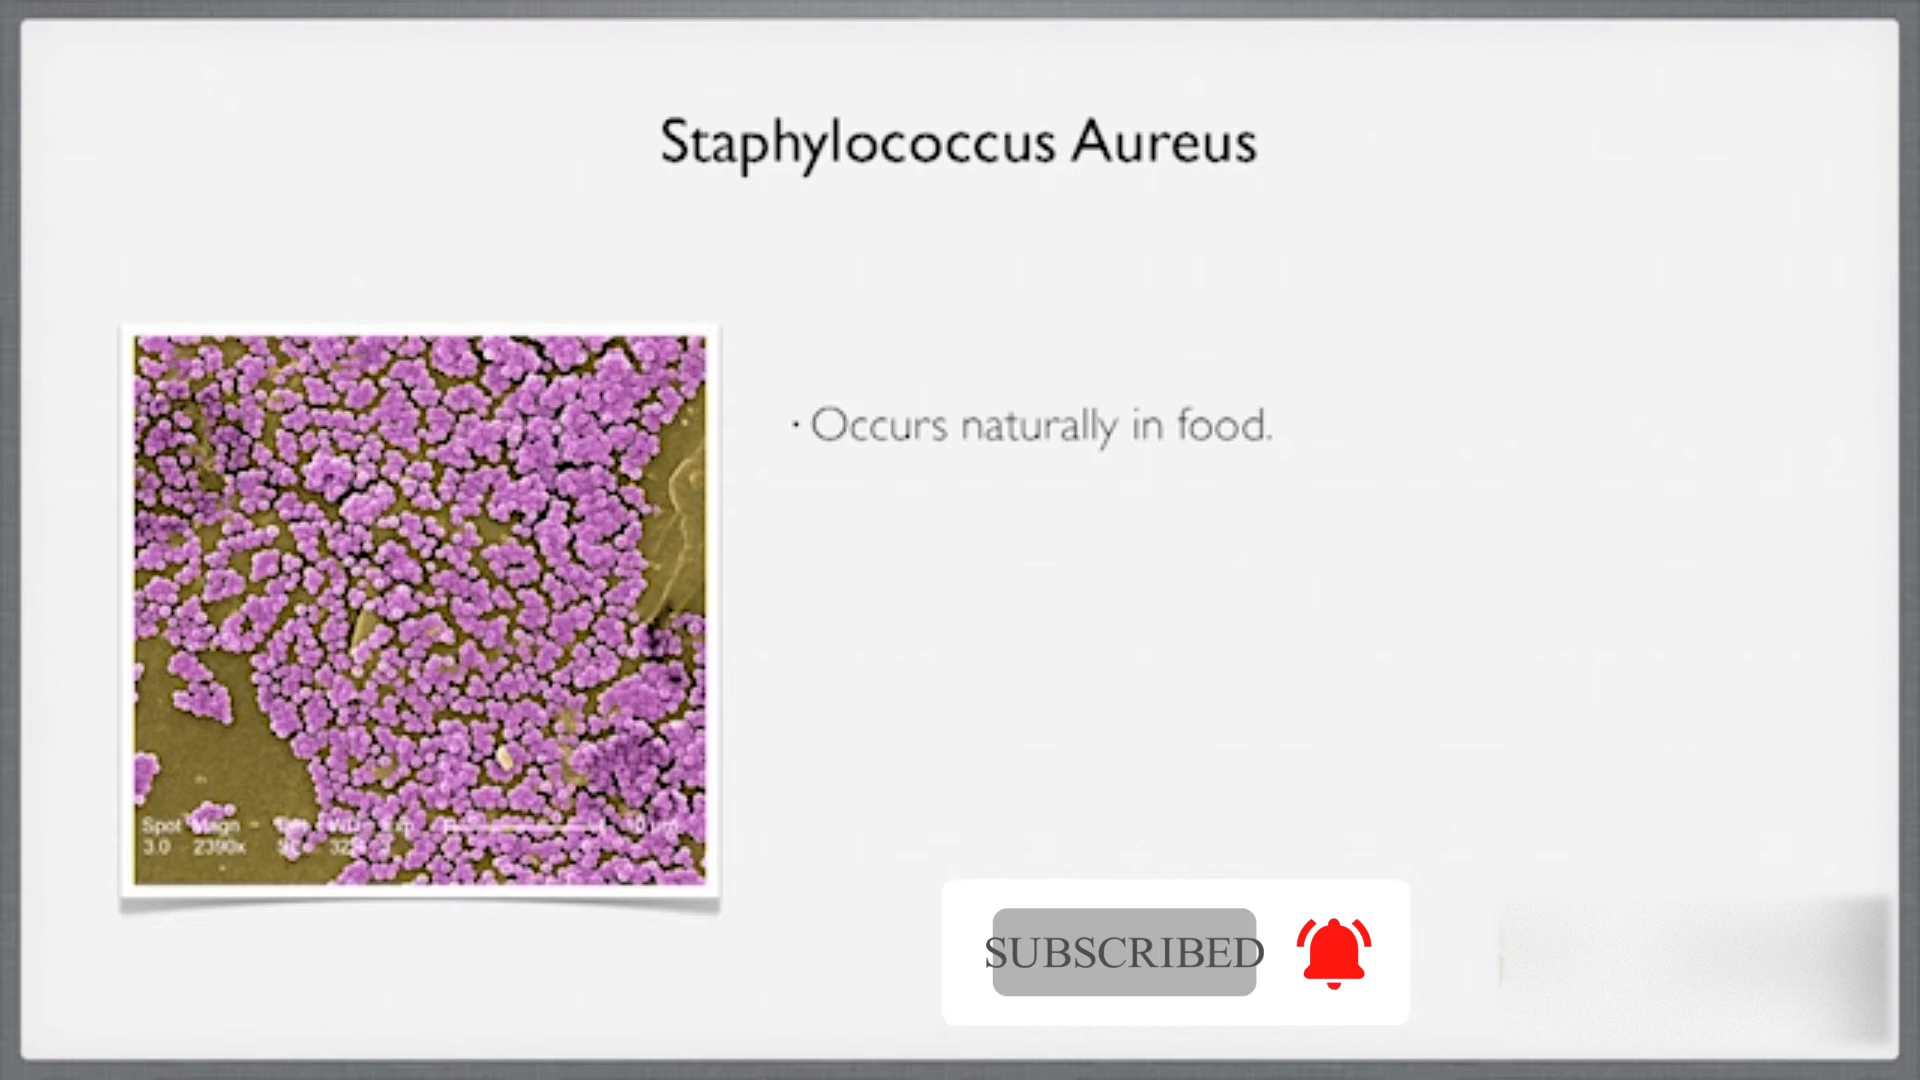 Staphylococcus Aureus
· Occurs naturally in food.
Spot Magn
3.0 2390x
SUBSCRIBED